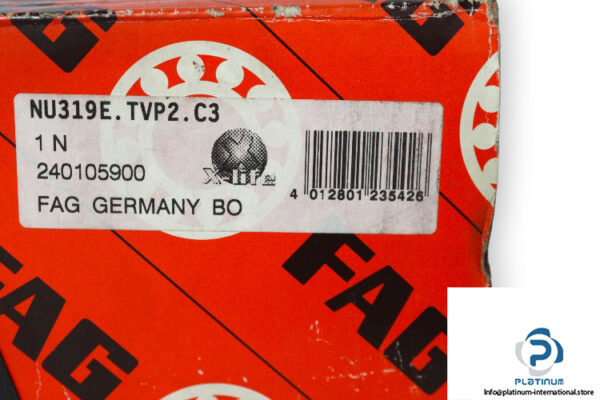 NU319E.TVP2.C3
1 N
240105900
X-life
4 012801 235426
FAG GERMANY BO
FAG
FAG
FAG
PLATINUM
Info@platinum-international.store